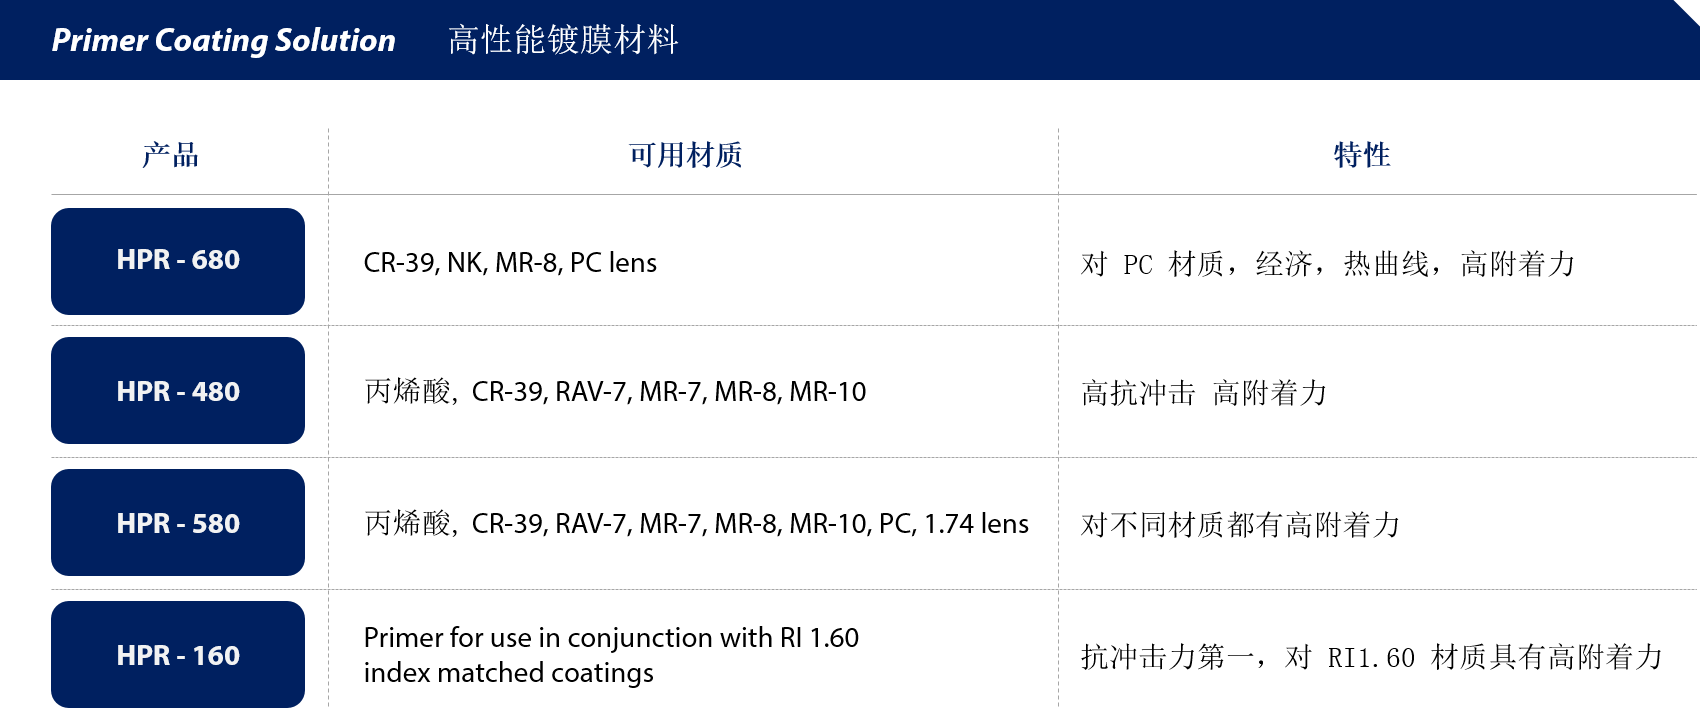 Primer Coating Solution 高性能镀膜材料
产品 可用材质 特性
HPR - 680 CR-39, NK, MR-8, PC lens 对 PC 材质，经济，热曲线，高附着力
HPR - 480 丙烯酸, CR-39, RAV-7, MR-7, MR-8, MR-10 高抗冲击 高附着力
HPR - 580 丙烯酸, CR-39, RAV-7, MR-7, MR-8, MR-10, PC, 1.74 lens 对不同材质都有高附着力
HPR - 160 Primer for use in conjunction with RI 1.60
index matched coatings 抗冲击力第一，对 RI1.60 材质具有高附着力